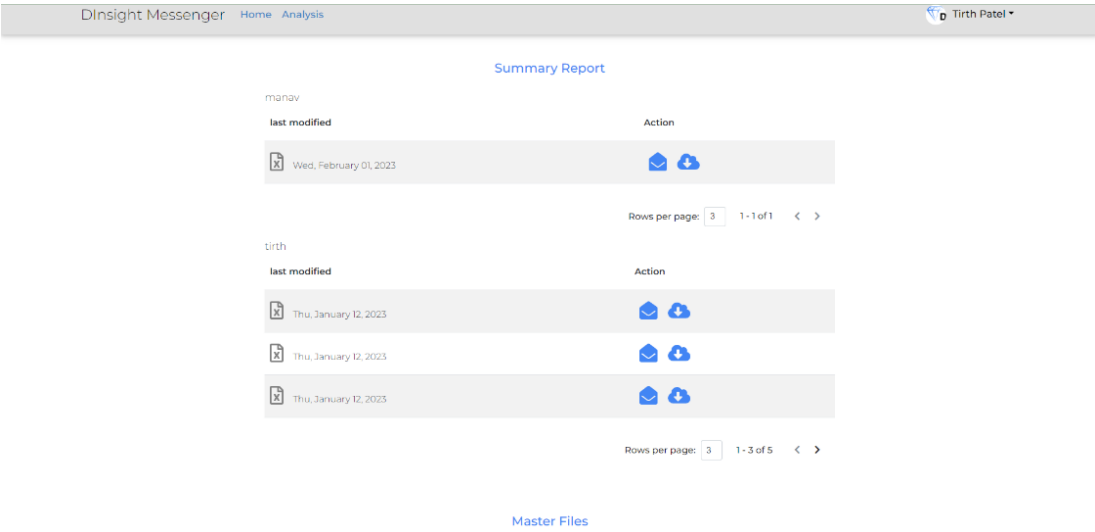 DInsight Messenger Home Analysis D Tirth Patel
Summary Report
manav
last modified Action
Wed, February 01, 2023
Rows per page: 3 1-1 of 1
tirth
last modified Action
Thu, January 12, 2023
Thu, January 12, 2023
Thu, January 12, 2023
Rows per page: 3 1-3 of 5
Master Files